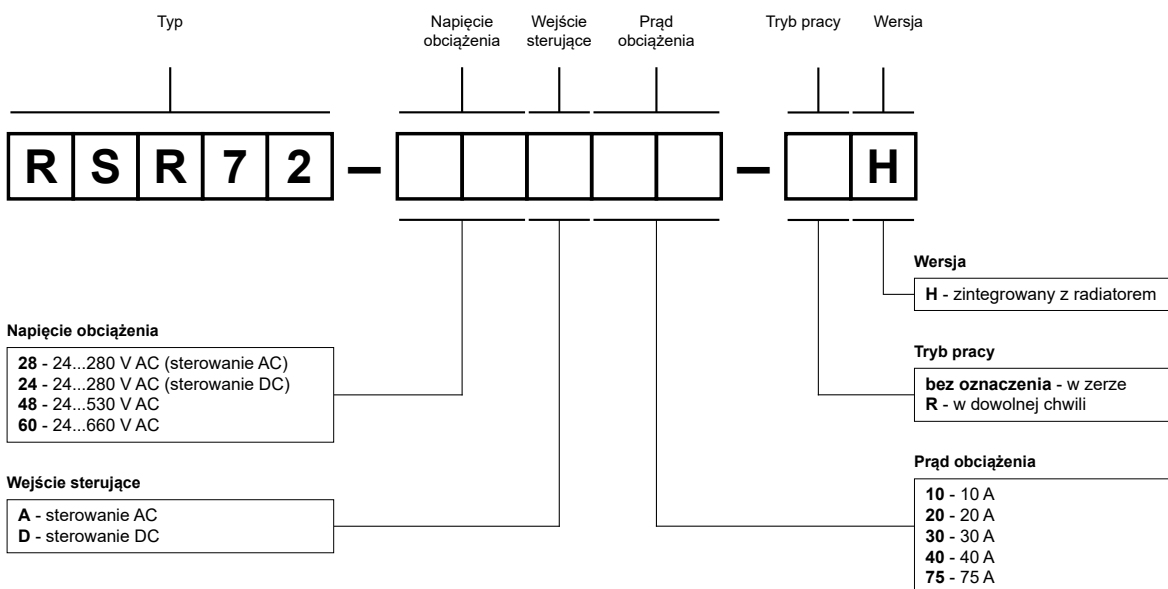 Typ
Napięcie obciążenia
Wejście sterujące
Prąd obciążenia
Tryb pracy
Wersja
R S R 7 2 – – H
Wersja
H - zintegrowany z radiatorem
Napięcie obciążenia
28 - 24...280 V AC (sterowanie AC)
24 - 24...280 V AC (sterowanie DC)
48 - 24...530 V AC
60 - 24...660 V AC
Tryb pracy
bez oznaczenia - w zerze
R - w dowolnej chwili
Wejście sterujące
A - sterowanie AC
D - sterowanie DC
Prąd obciążenia
10 - 10 A
20 - 20 A
30 - 30 A
40 - 40 A
75 - 75 A